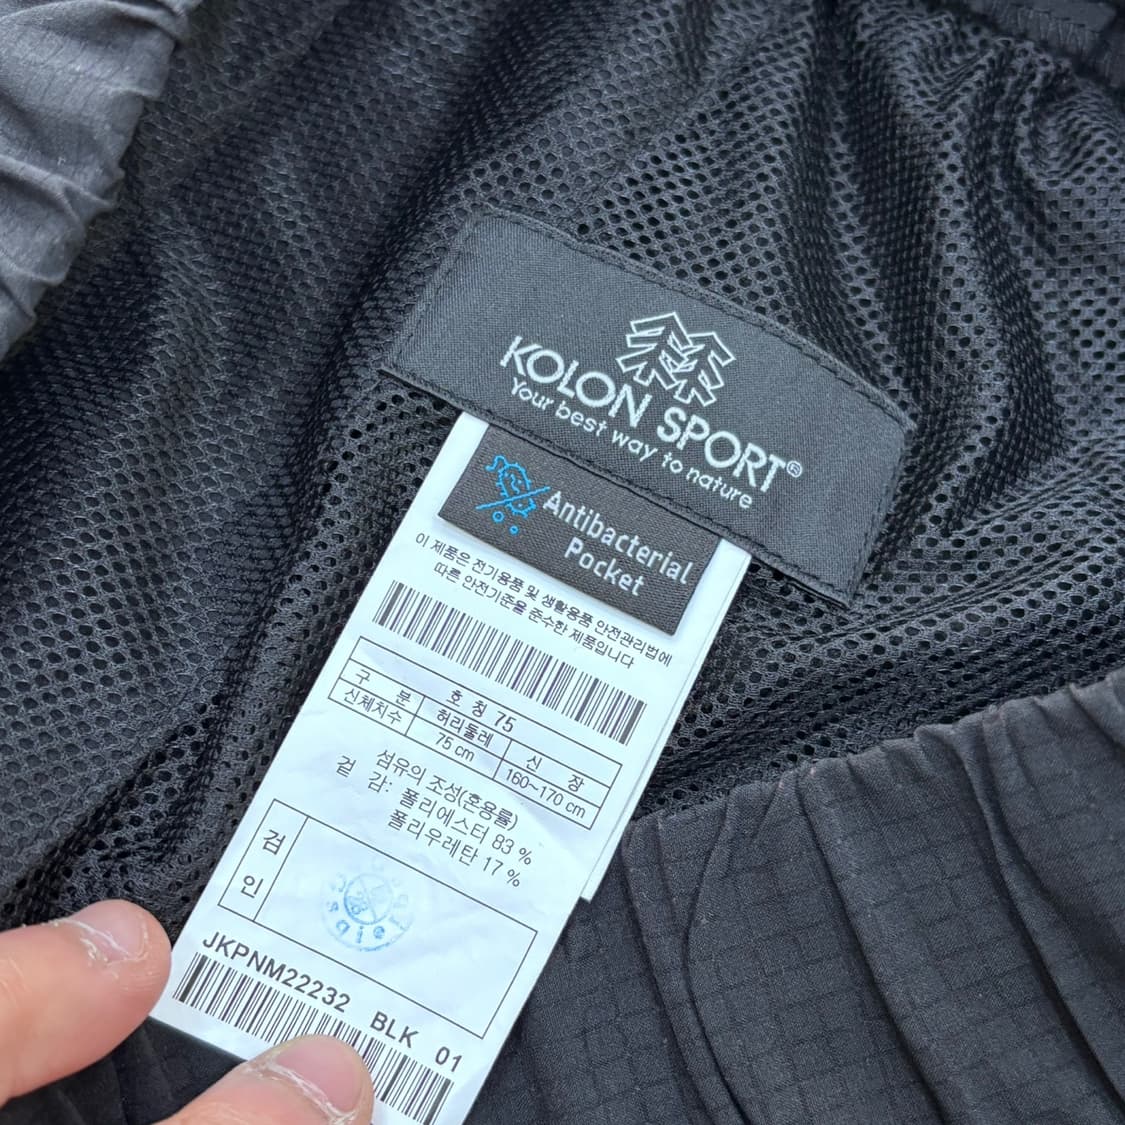 KOLON SPORT®
Your best way to nature
Antibacterial
Pocket
이 제품은 전기용품 및 생활용품 안전관리법에
따른 안전기준을 준수한 제품입니다
구 분 호 칭 75
신체치수 허리둘레 신 장
75 cm 160~170 cm
섬유의 조성(혼용률)
겉 감: 폴리에스터 83 %
폴리우레탄 17 %
검
인
JKPNM22232 BLK 01